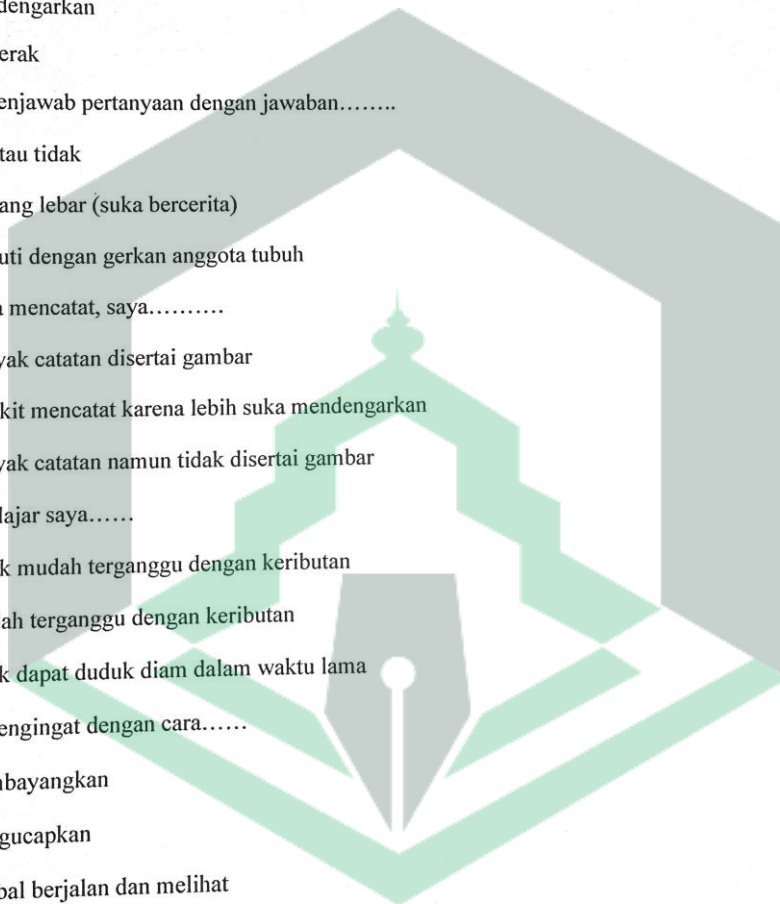 dengarkan
erak
enjawab pertanyaan dengan jawaban........
tau tidak
ang lebar (suka bercerita)
uti dengan gerkan anggota tubuh
mencatat, saya..........
yak catatan disertai gambar
kit mencatat karena lebih suka mendengarkan
yak catatan namun tidak disertai gambar
lajar saya......
k mudah terganggu dengan keributan
lah terganggu dengan keributan
k dapat duduk diam dalam waktu lama
engingat dengan cara......
bayangkan
gucapkan
bal berjalan dan melihat